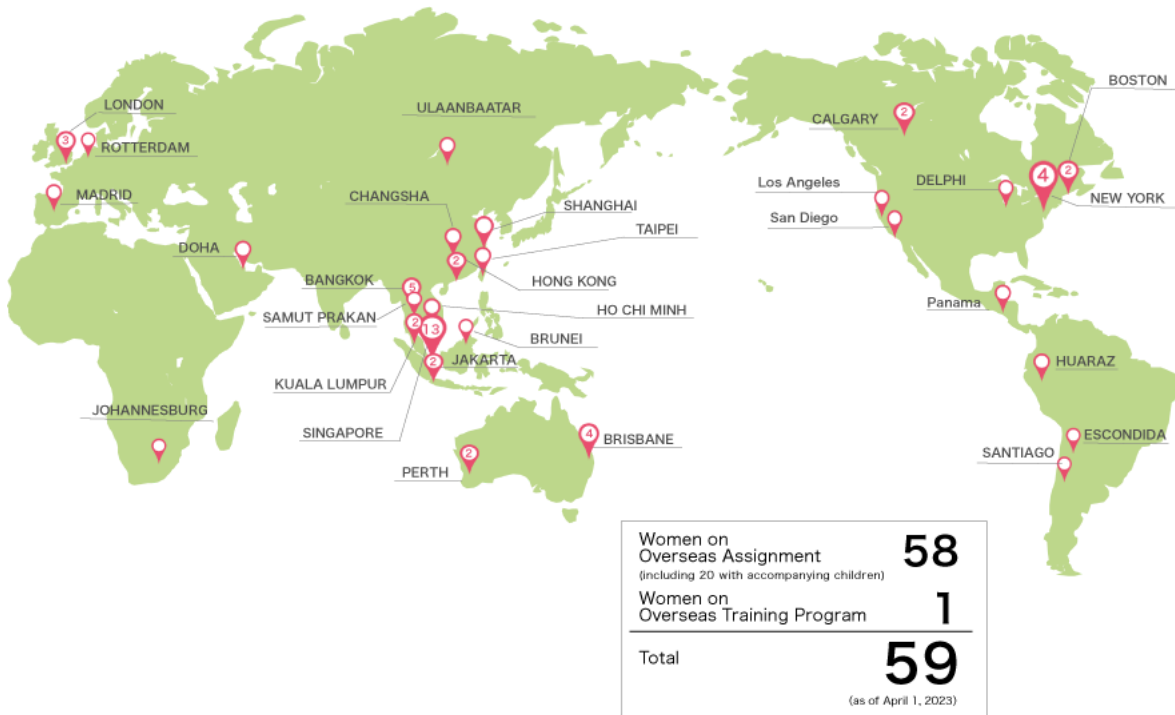 BOSTON
LONDON
ULAANBAATAR
2
CALGARY
3
ROTTERDAM
2
4
DELPHI
Los Angeles
MADRID
CHANGSHA
NEW YORK
SHANGHAI
San Diego
TAIPEI
DOHA
2
HONG KONG
BANGKOK
5
Panama
SAMUT PRAKAN
HO CHI MINH
2
13
BRUNEI
2
JAKARTA
HUARAZ
KUALA LUMPUR
JOHANNESBURG
SINGAPORE
4
BRISBANE
ESCONDIDA
2
SANTIAGO
PERTH
Women on
Overseas Assignment
58
(including 20 with accompanying children)
Women on
Overseas Training Program
1
Total
59
(as of April 1, 2023)